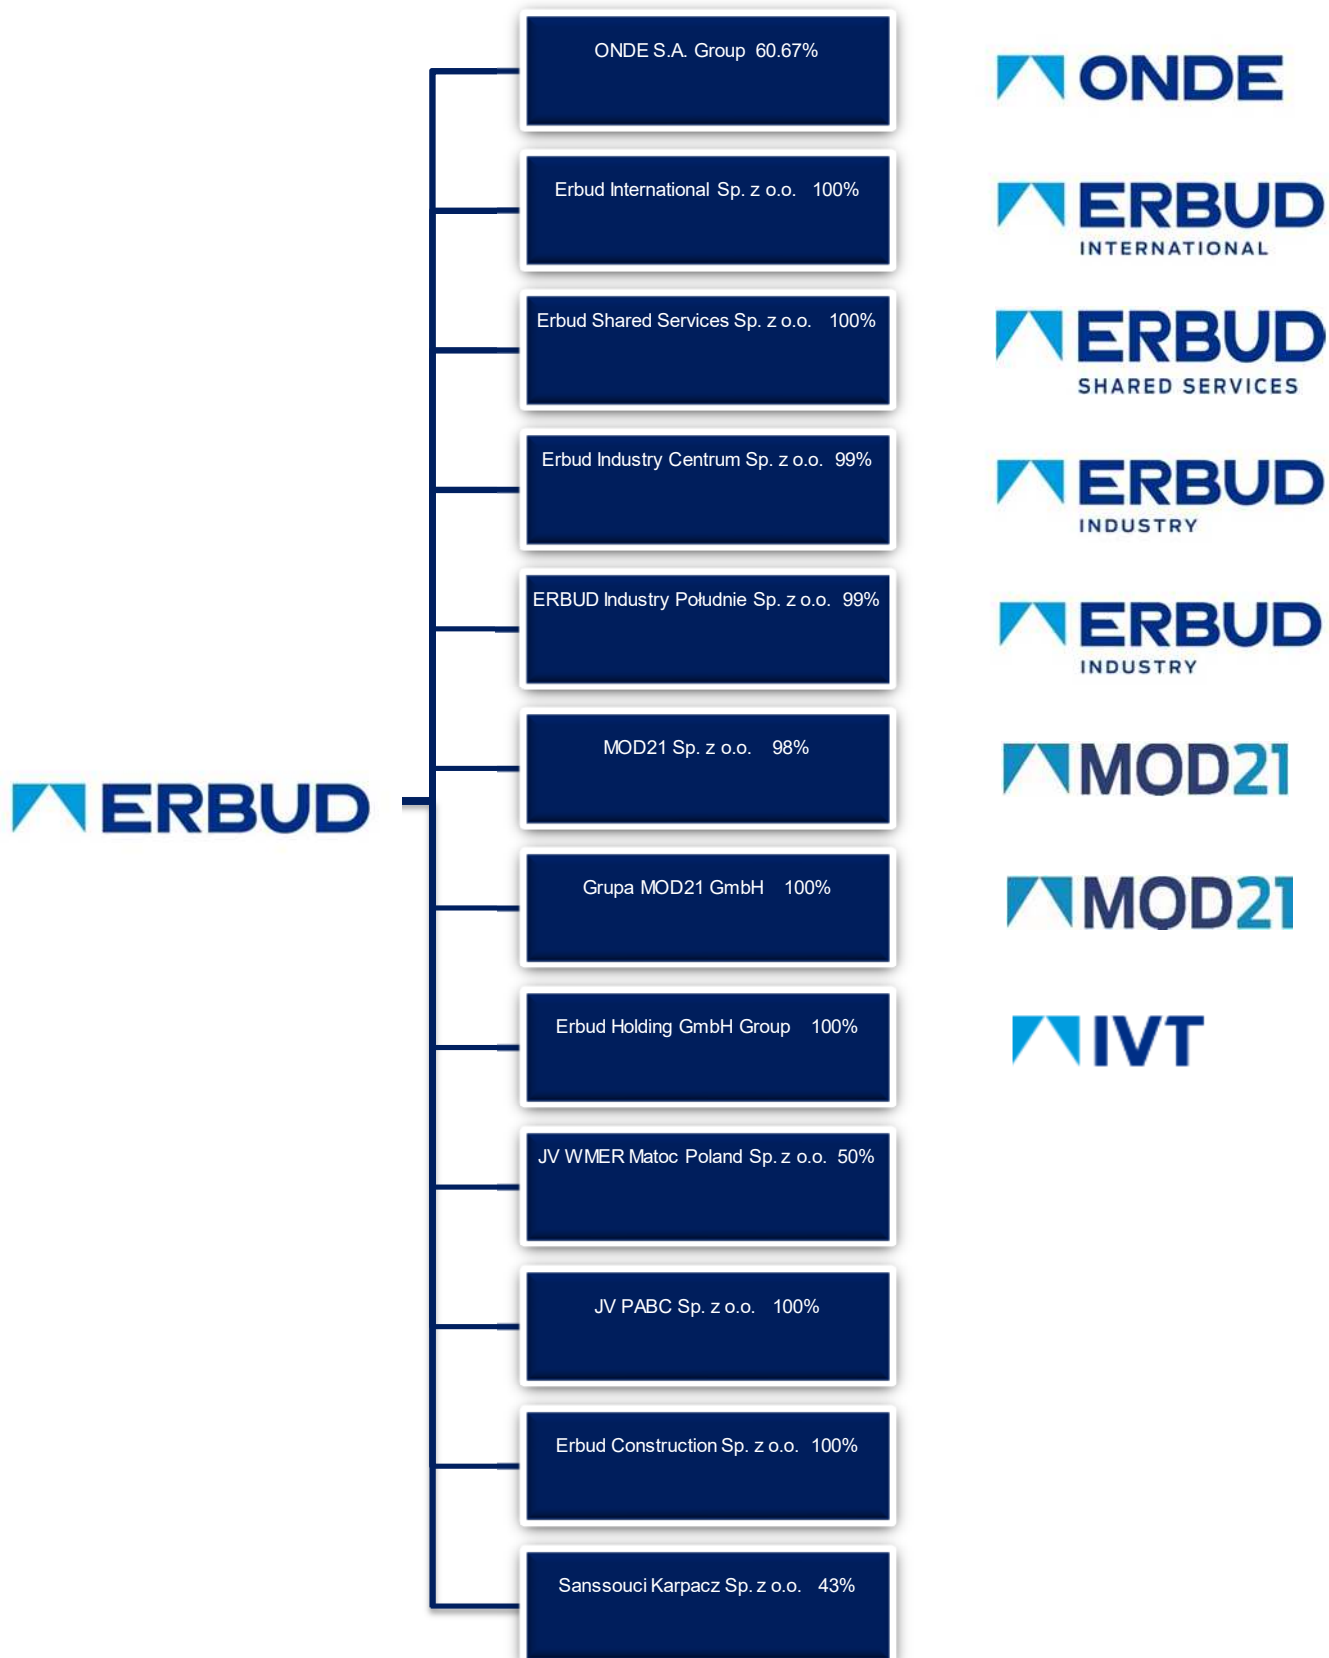 ONDE S.A. Group 60.67%
ONDE
Erbud International Sp. z o.o. 100%
ERBUD
INTERNATIONAL
Erbud Shared Services Sp. z o.o. 100%
ERBUD
SHARED SERVICES
Erbud Industry Centrum Sp. z o.o. 99%
ERBUD
INDUSTRY
ERBUD Industry Południe Sp. z o.o. 99%
ERBUD
INDUSTRY
MOD21 Sp. z o.o. 98%
MOD21
ERBUD
Grupa MOD21 GmbH 100%
MOD21
Erbud Holding GmbH Group 100%
IVT
JV WMER Matoc Poland Sp. z o.o. 50%
JV PABC Sp. z o.o. 100%
Erbud Construction Sp. z o.o. 100%
Sanssouci Karpacz Sp. z o.o. 43%